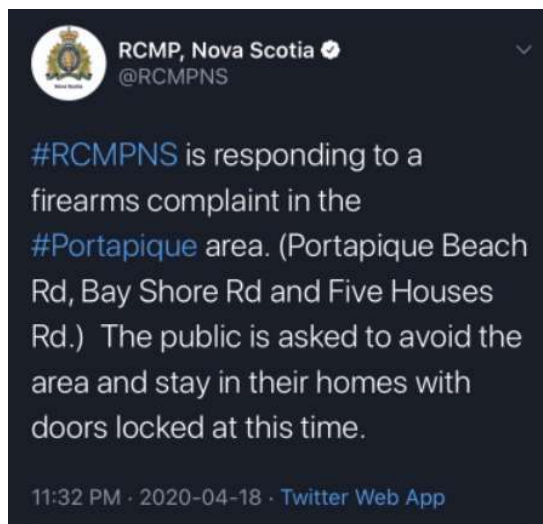 RCMP, Nova Scotia
@RCMPNS
#RCMPNS is responding to a
firearms complaint in the
#Portapique area. (Portapique Beach
Rd, Bay Shore Rd and Five Houses
Rd.)  The public is asked to avoid the
area and stay in their homes with
doors locked at this time.
11:32 PM · 2020-04-18 · Twitter Web App